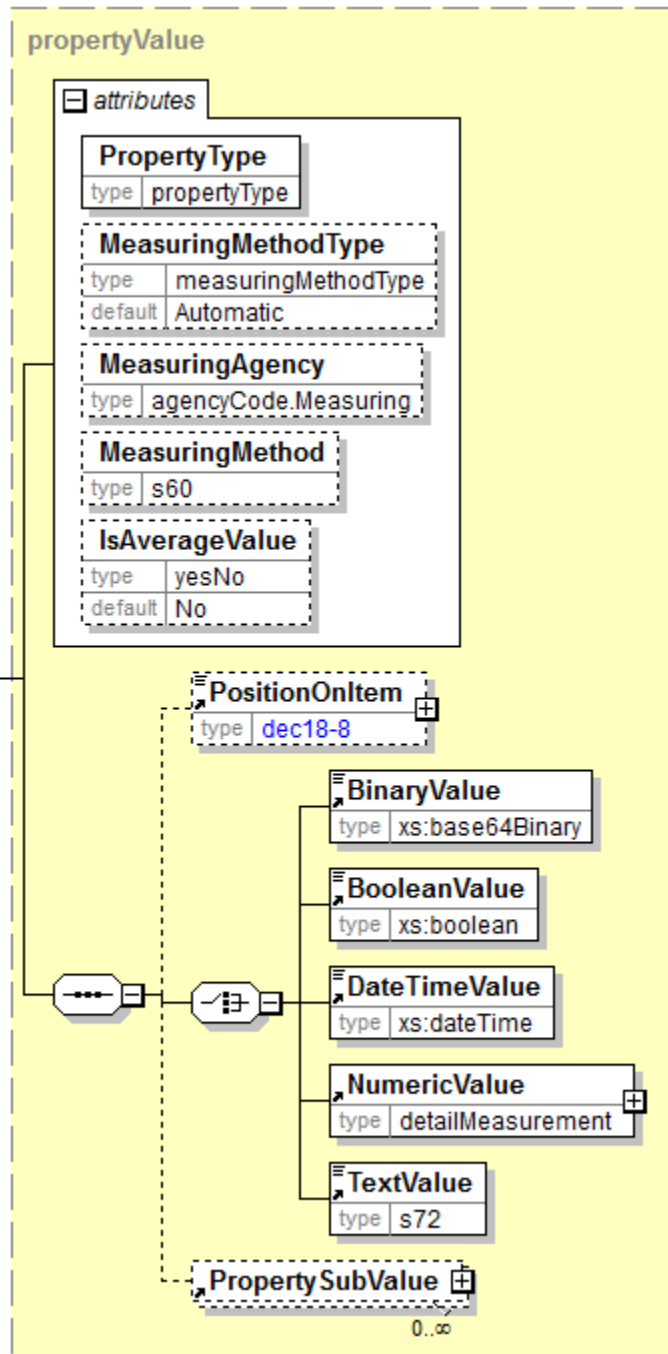 propertyValue
attributes
PropertyType
type propertyType
MeasuringMethodType
type measuringMethodType
default Automatic
MeasuringAgency
type agencyCode.Measuring
MeasuringMethod
type s60
IsAverageValue
type yesNo
default No
PositionOnItem
type dec18-8
BinaryValue
type xs:base64Binary
BooleanValue
type xs:boolean
DateTimeValue
type xs:dateTime
NumericValue
type detailMeasurement
TextValue
type s72
PropertySubValue
0..∞